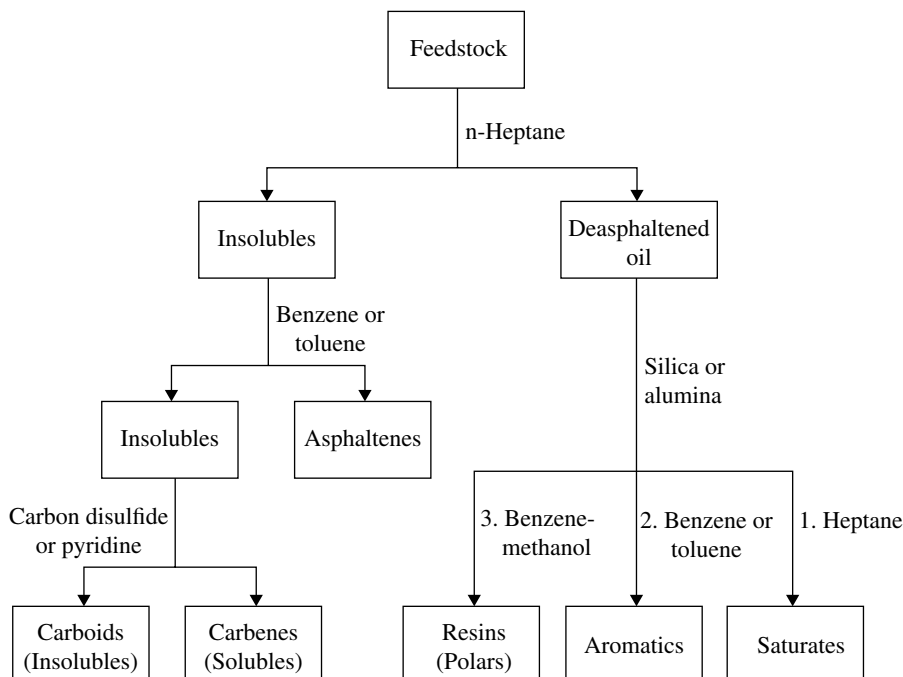 Feedstock
n-Heptane
Insolubles
Deasphaltened
oil
Benzene or
toluene
Silica or
alumina
Insolubles
Asphaltenes
Carbon disulfide
or pyridine
3. Benzene-
methanol
2. Benzene or
toluene
1. Heptane
Carboids
(Insolubles)
Carbenes
(Solubles)
Resins
(Polars)
Aromatics
Saturates